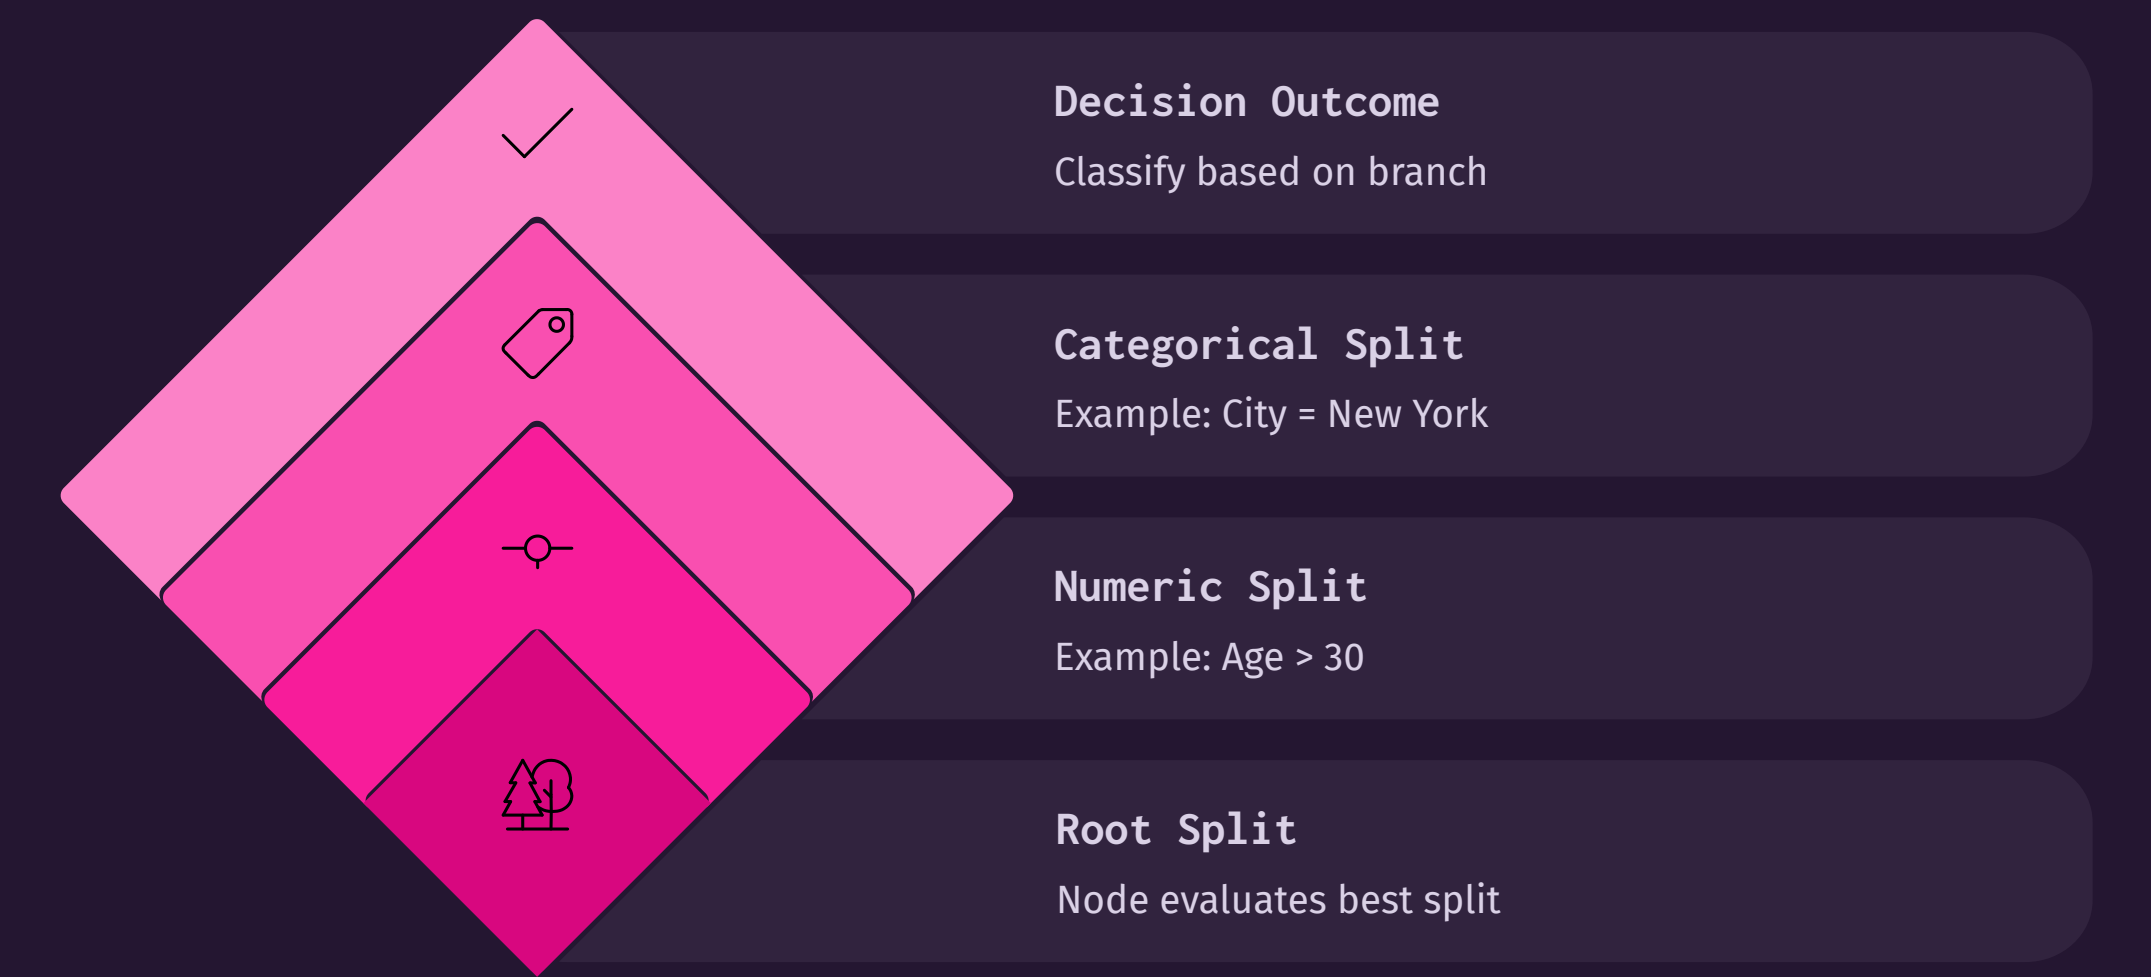 Decision Outcome
Classify based on branch
Categorical Split
Example: City = New York
Numeric Split
Example: Age > 30
Root Split
Node evaluates best split